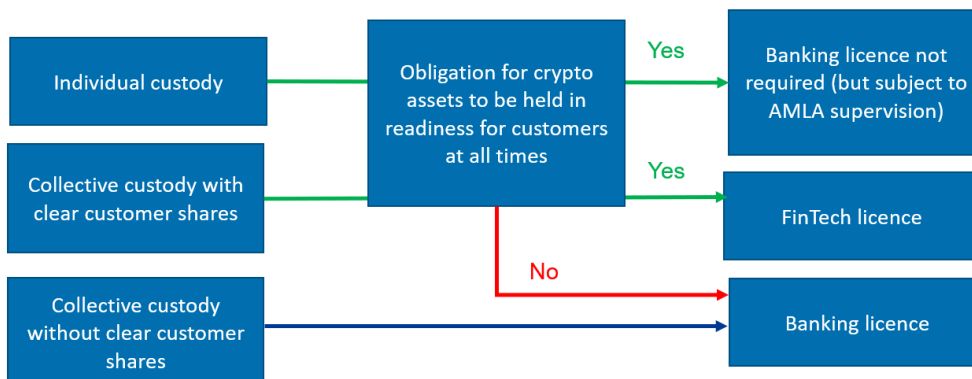 Individual custody
Obligation for crypto
assets to be held in
readiness for customers
at all times
Yes
Banking licence not
required (but subject to
AMLA supervision)
Collective custody with
clear customer shares
Yes
FinTech licence
No
Collective custody
without clear customer
shares
Banking licence